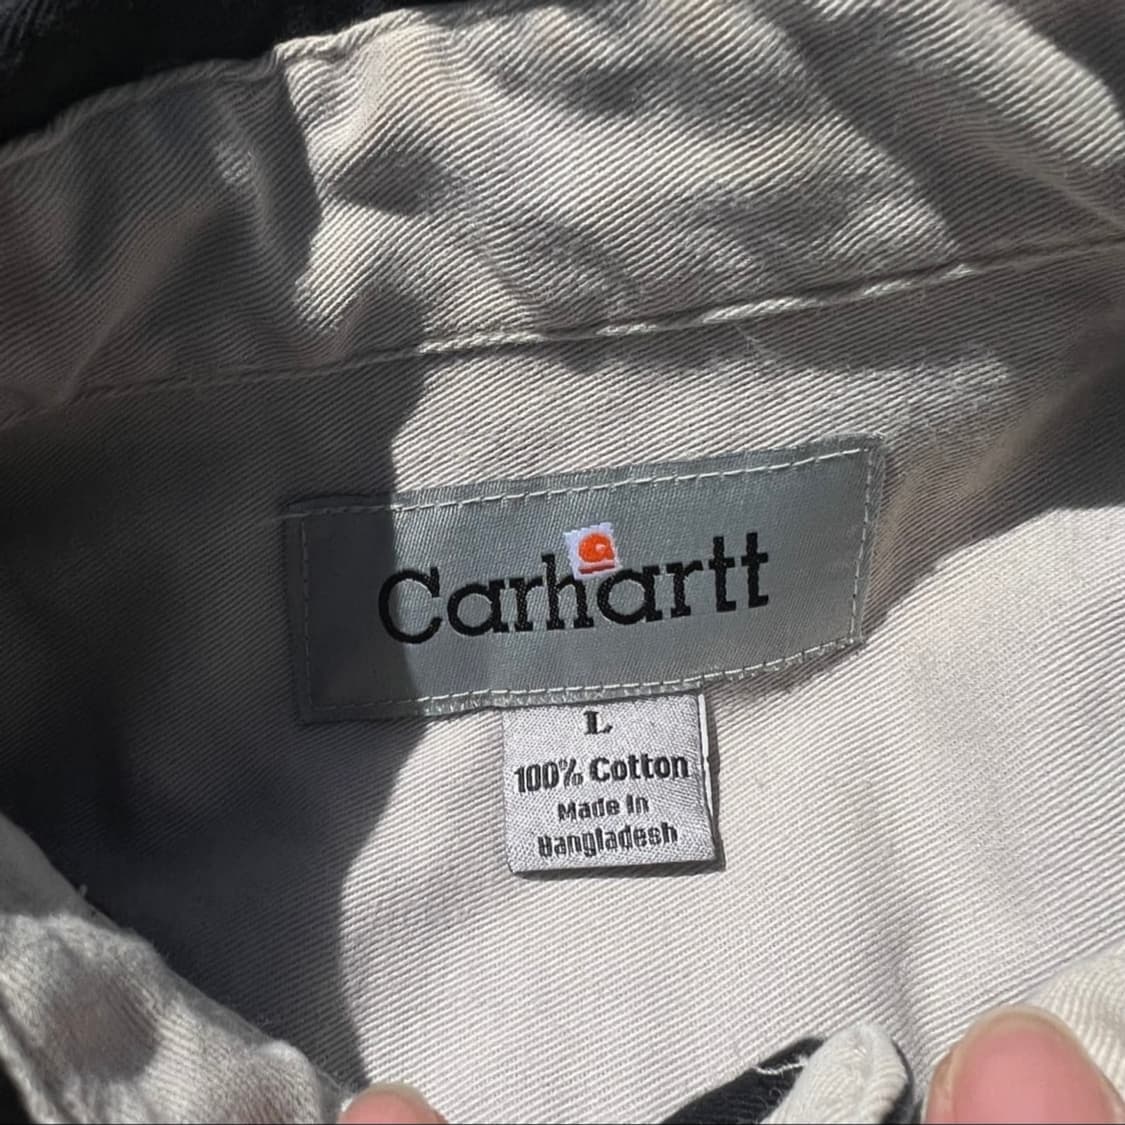 Carhartt
L
100% Cotton
Made in
Bangladesh